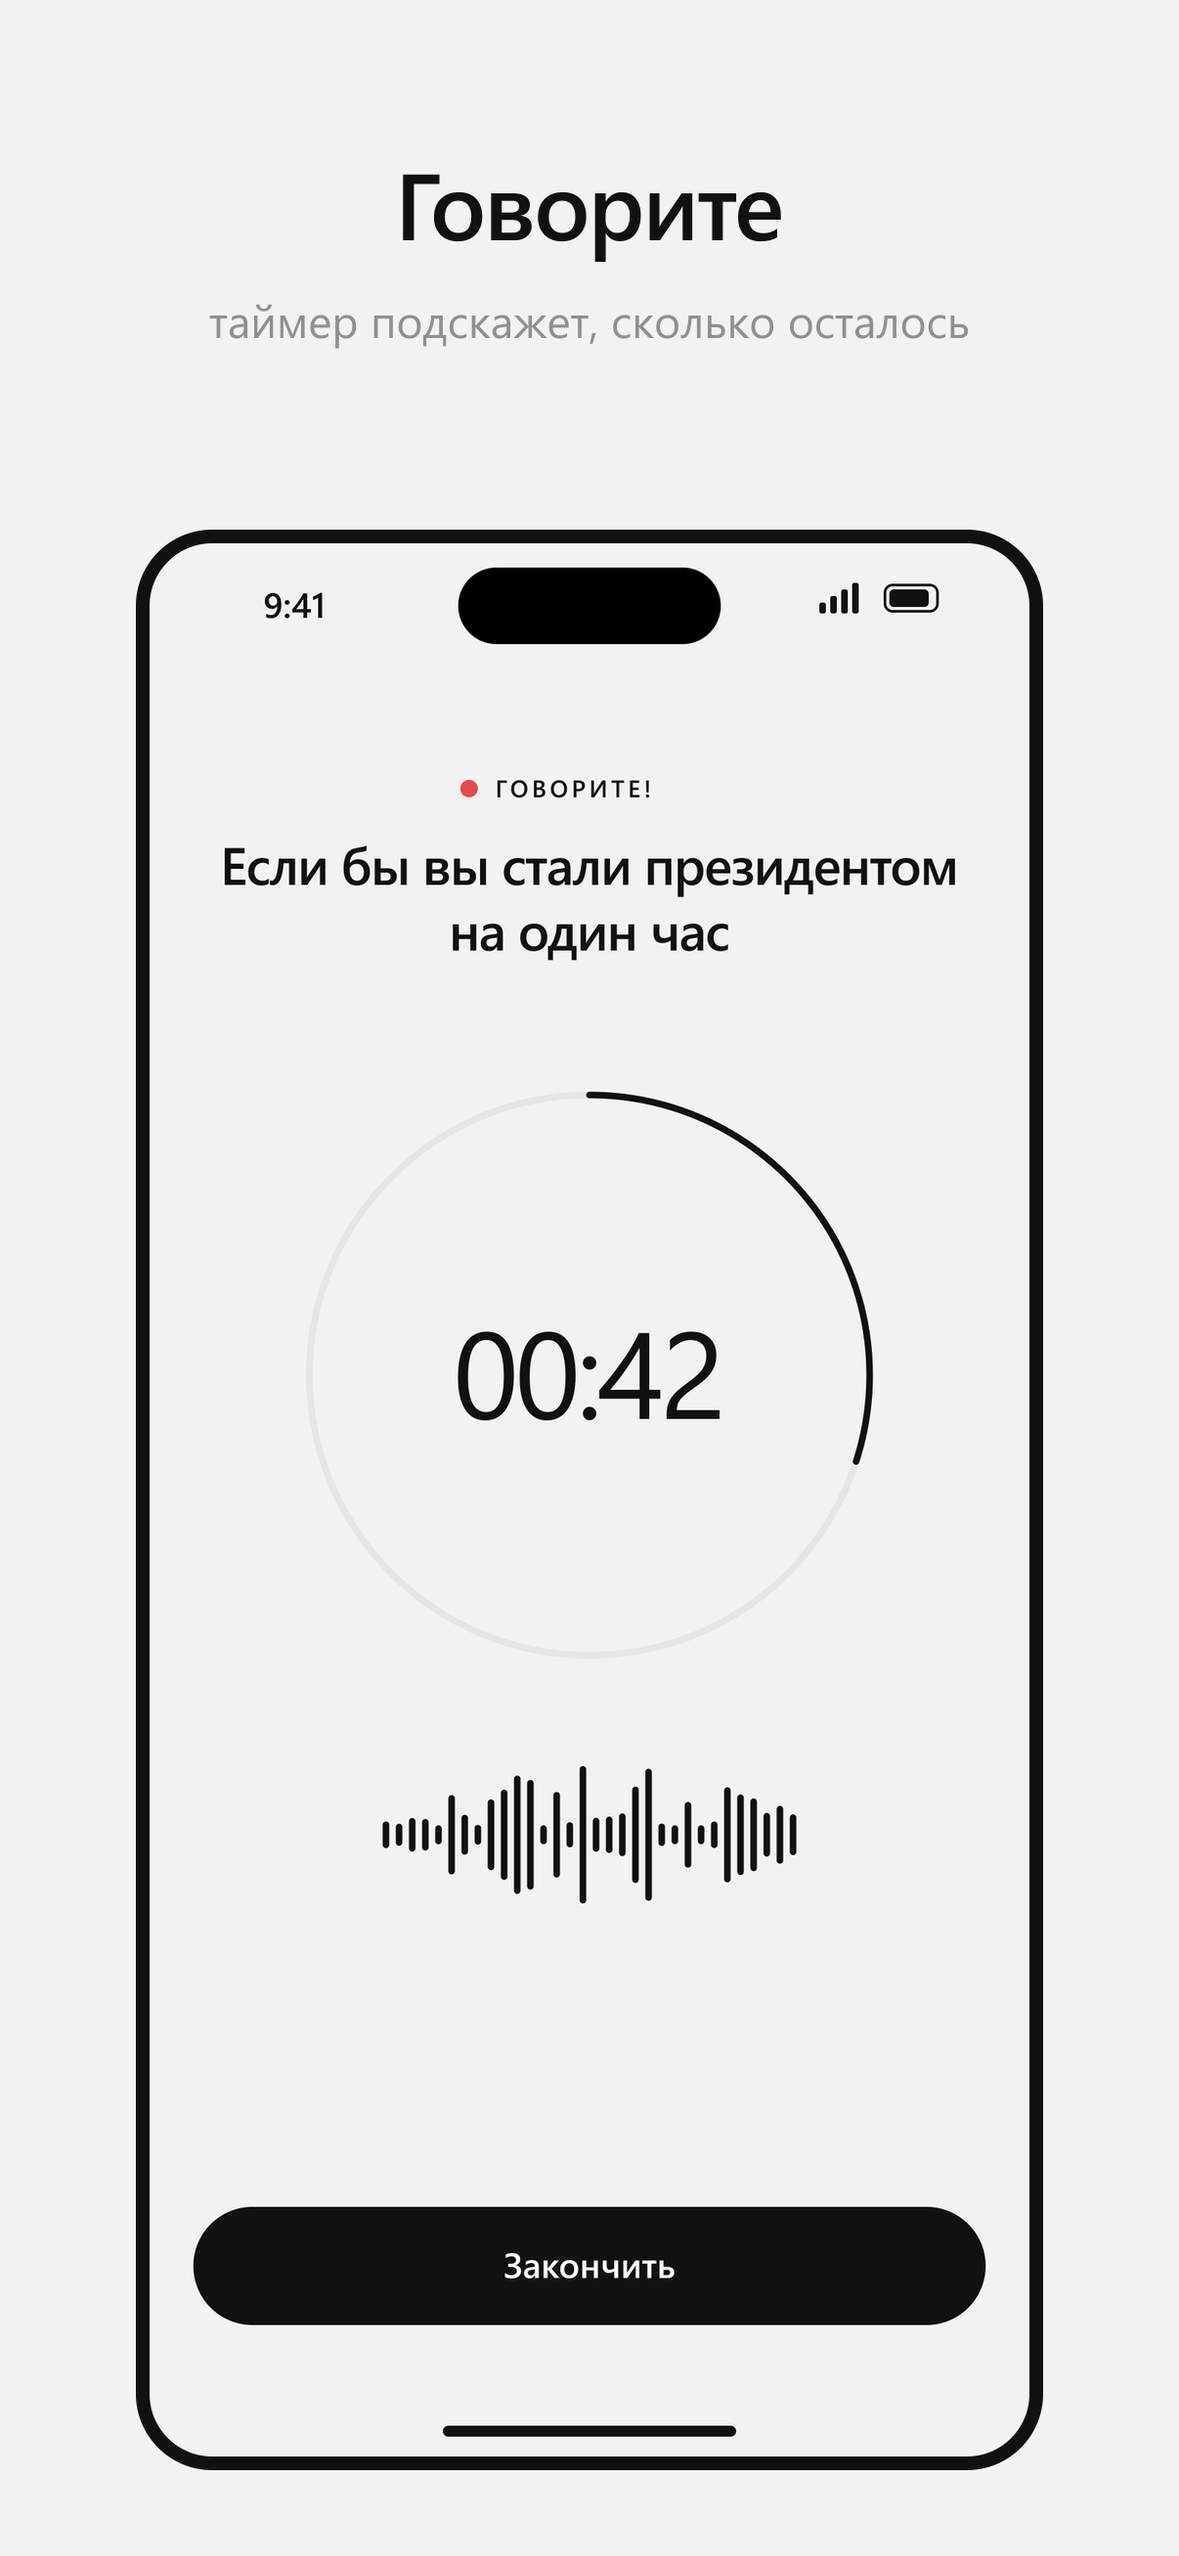 Говорите
таймер подскажет, сколько осталось
9:41
ГОВОРИТЕ!
Если бы вы стали президентом
на один час
00:42
Закончить